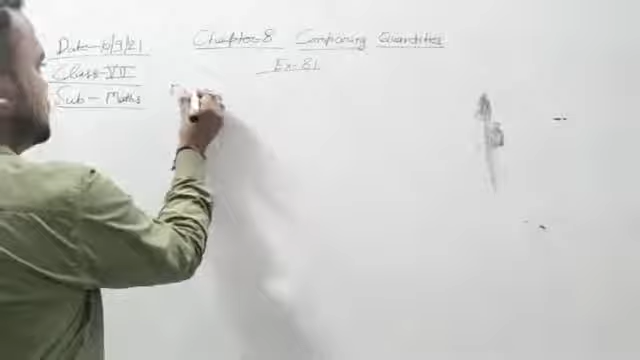 Date - 10/9/21
Chapter-8 Comparing Quantities
Class - VII
Ex-8.1
Sub - Maths